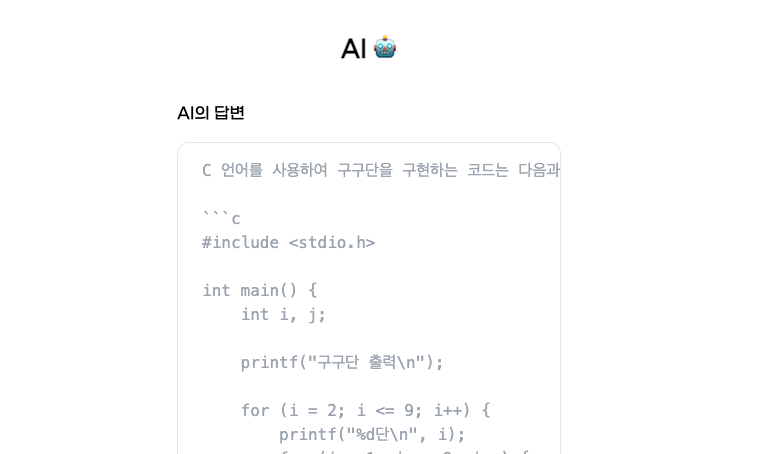 AI 🤖
AI의 답변
C 언어를 사용하여 구구단을 구현하는 코드는 다음과
```c
#include <stdio.h>
int main() {
    int i, j;
    printf("구구단 출력\n");
    for (i = 2; i <= 9; i++) {
        printf("%d단\n", i);